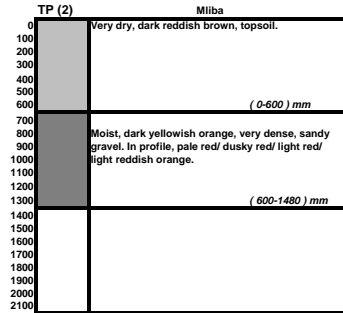 TP (2) Mliba
0 Very dry, dark reddish brown, topsoil.
100
200
300
400
500
600 ( 0-600 ) mm
700
800 Moist, dark yellowish orange, very dense, sandy
900 gravel. In profile, pale red/ dusky red/ light red/
1000 light reddish orange.
1100
1200
1300 ( 600-1480 ) mm
1400
1500
1600
1700
1800
1900
2000
2100